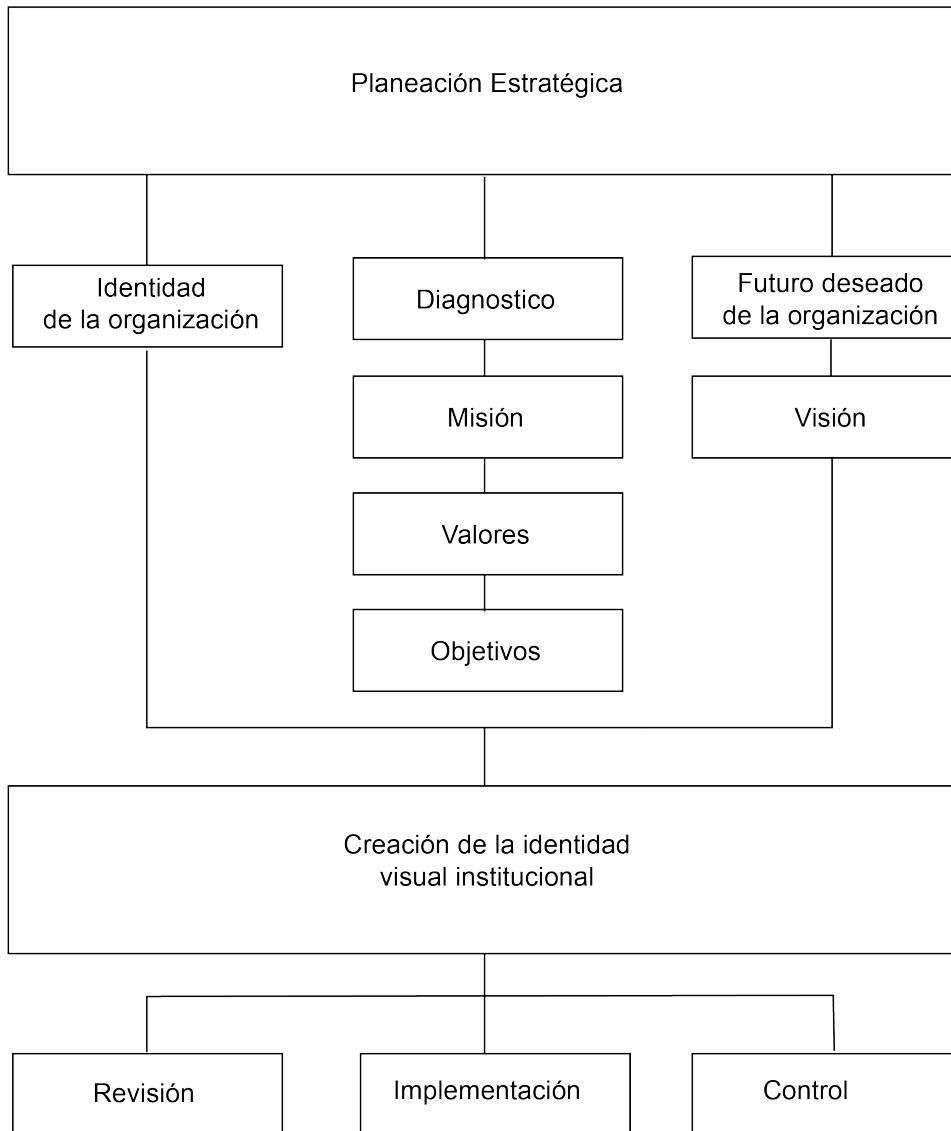 Planeación Estratégica
Identidad
de la organización
Diagnostico
Futuro deseado
de la organización
Misión
Visión
Valores
Objetivos
Creación de la identidad
visual institucional
Revisión
Implementación
Control